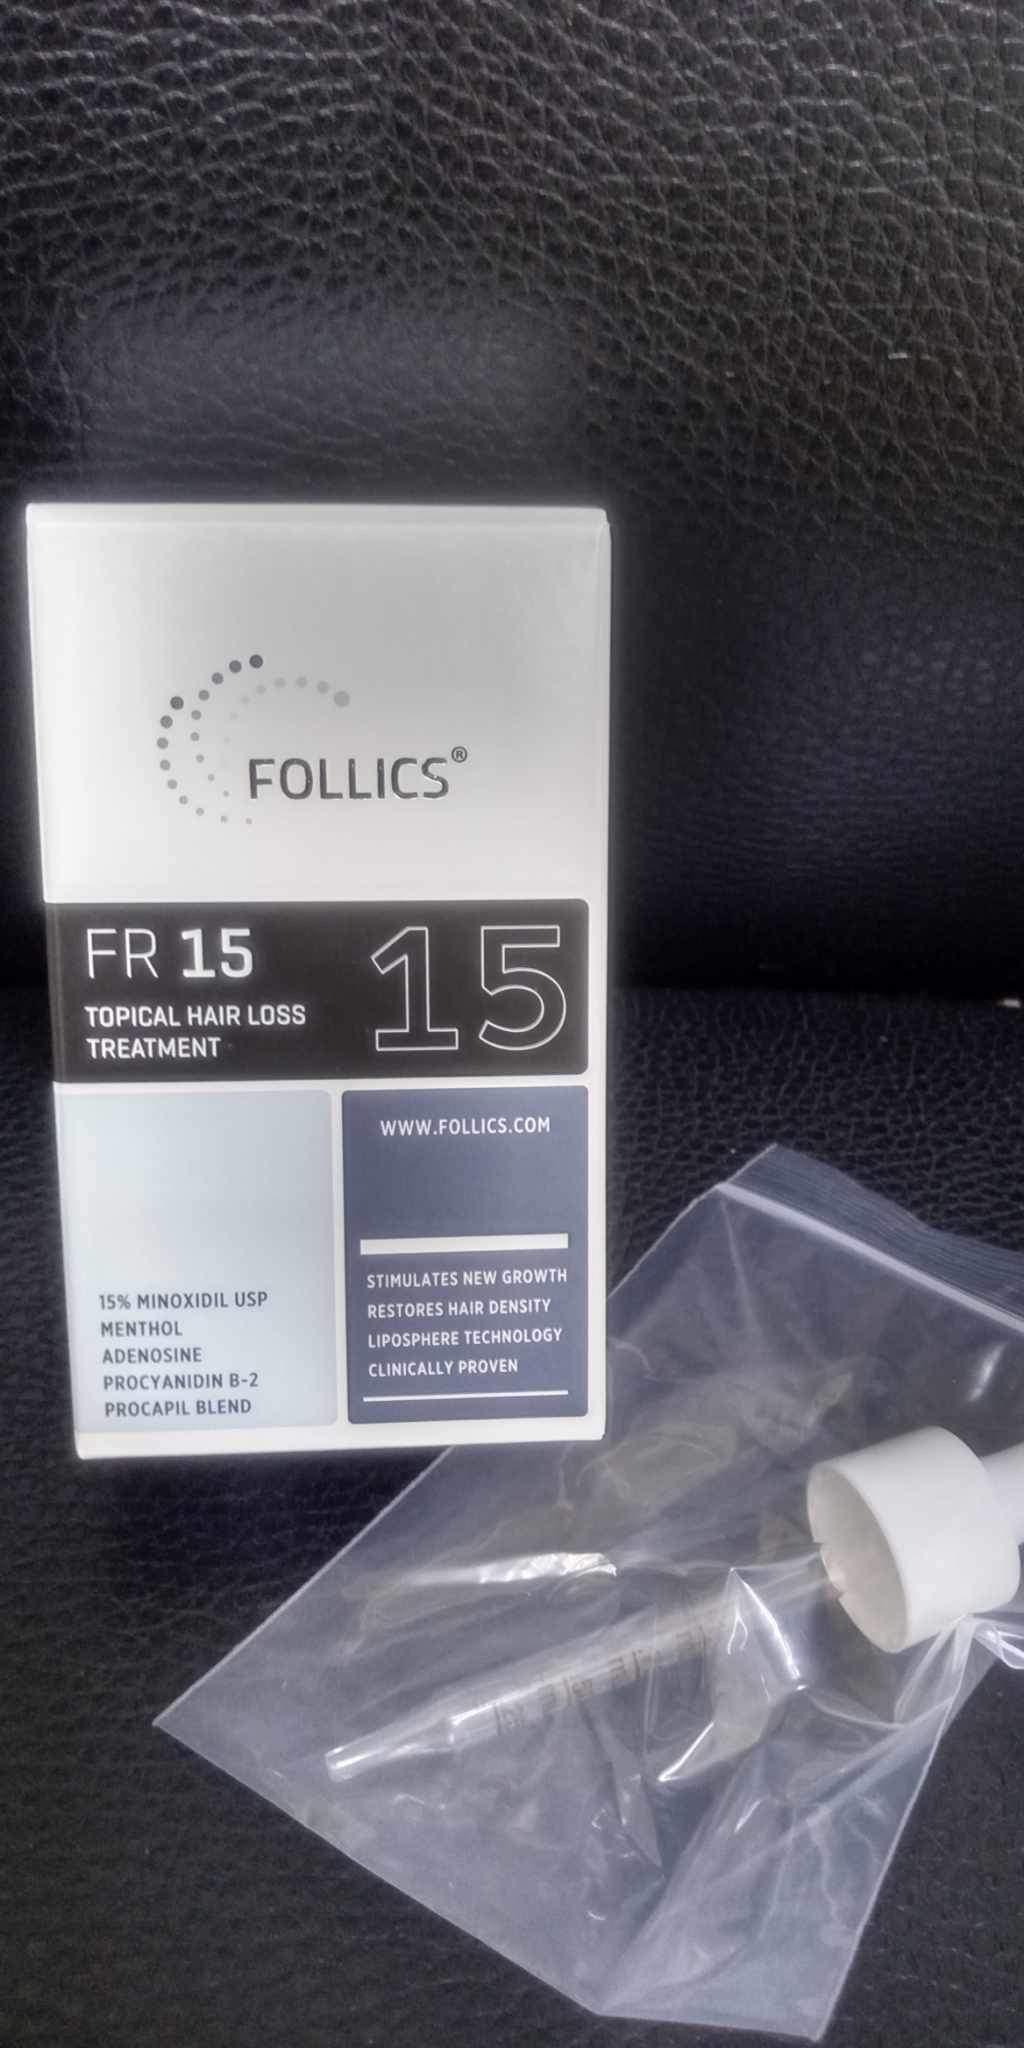 FOLLICS®
FR 15
TOPICAL HAIR LOSS
TREATMENT
15
15% MINOXIDIL USP
MENTHOL
ADENOSINE
PROCYANIDIN B-2
PROCAPIL BLEND
WWW.FOLLICS.COM
STIMULATES NEW GROWTH
RESTORES HAIR DENSITY
LIPOSPHERE TECHNOLOGY
CLINICALLY PROVEN